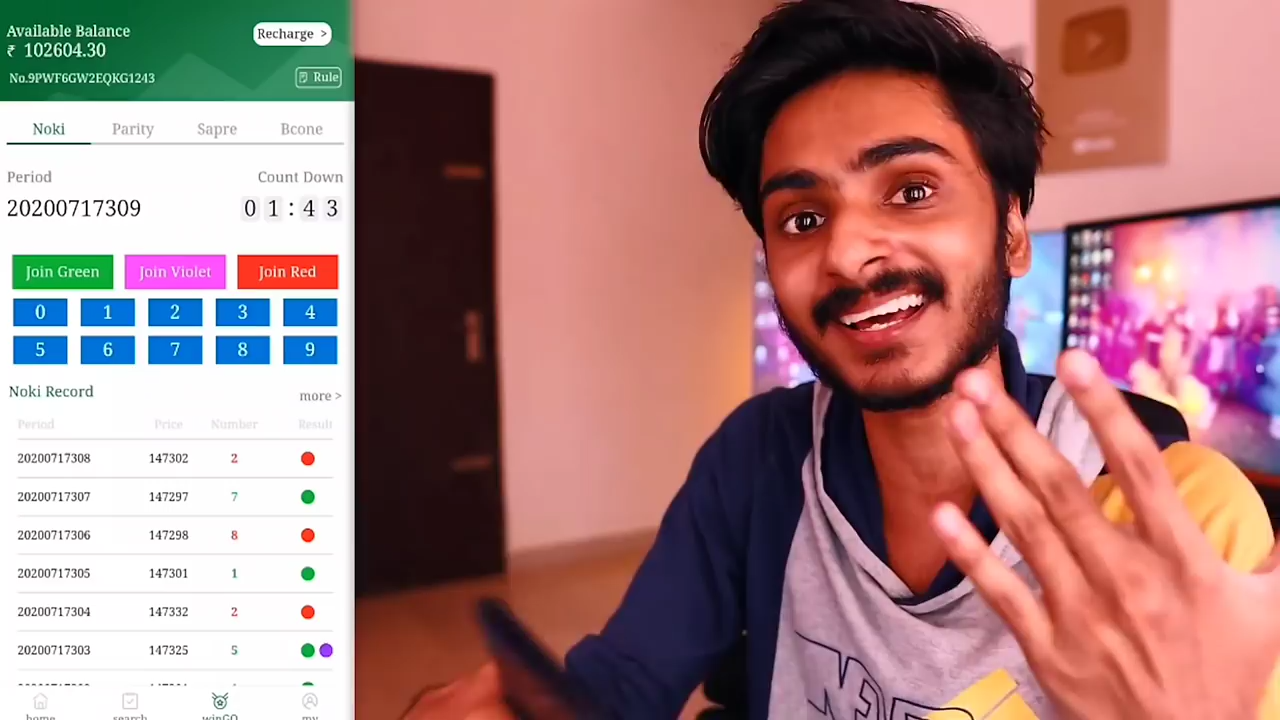 Available Balance
₹ 102604.30
Recharge >
No.9PWF6GW2EQKG1243
Rule
Noki Parity Sapre Bcone
Period Count Down
20200717309 01:43
Join Green Join Violet Join Red
0 1 2 3 4
5 6 7 8 9
Noki Record
more >
Period Price Number Result
20200717308 147302 2
20200717307 147297 7
20200717306 147298 8
20200717305 147301 1
20200717304 147332 2
20200717303 147325 5
home search winGO my